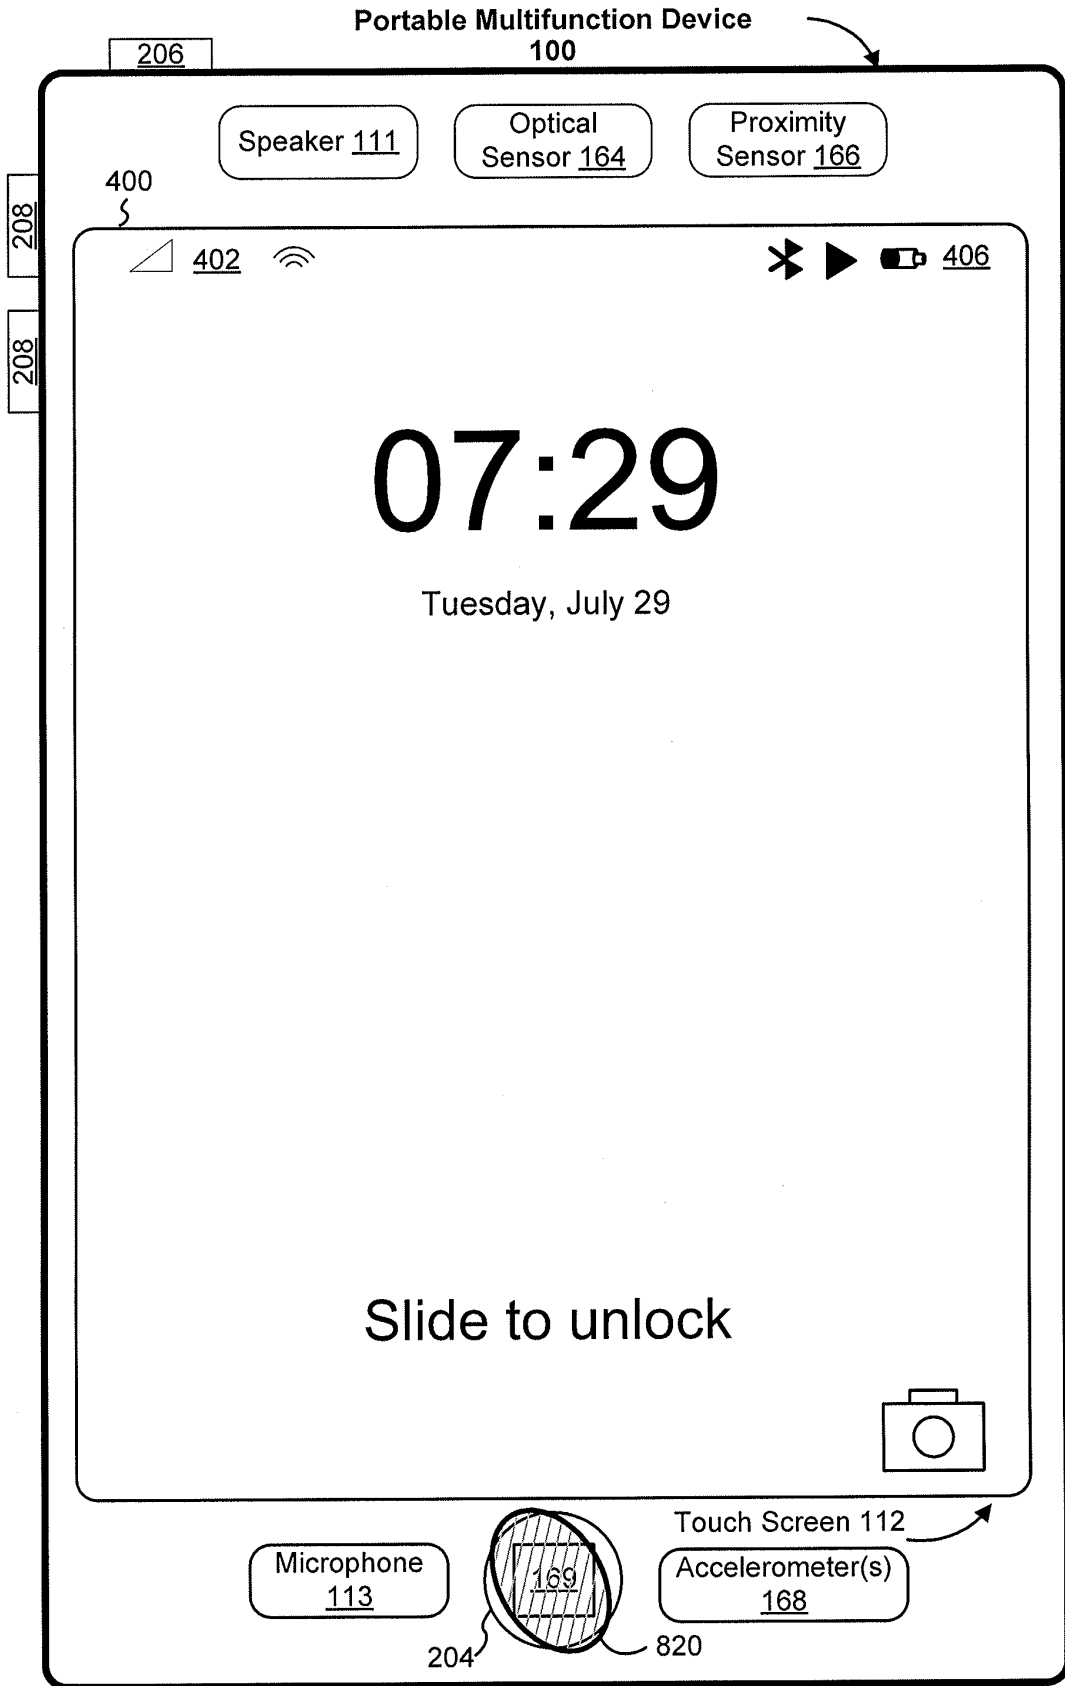 Portable Multifunction Device
100
206
Speaker 111
Optical
Sensor 164
Proximity
Sensor 166
400
208
402
406
208
07:29
Tuesday, July 29
Slide to unlock
Touch Screen 112
Microphone
113
169
Accelerometer(s)
168
204
820